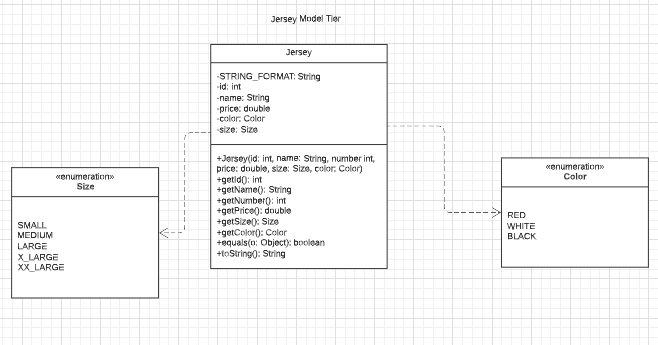 Jersey Model Tier
Jersey
-STRING_FORMAT: String
-id: int
-name: String
-price: double
-color: Color
-size: Size
+Jersey(id: int, name: String, number int,
price: double, size: Size, color: Color)
+getId(): int
+getName(): String
+getNumber(): int
+getPrice(): double
+getSize(): Size
+getColor(): Color
+equals(o: Object): boolean
+toString(): String
«enumeration»
Size
SMALL
MEDIUM
LARGE
X_LARGE
XX_LARGE
«enumeration»
Color
RED
WHITE
BLACK